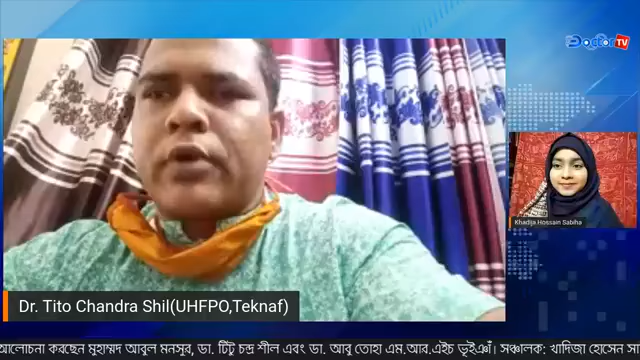 Doctor TV
Khadija Hossain Sabiha
Dr. Tito Chandra Shil(UHFPO,Teknaf)
আলোচনা করছেন মুহাম্মদ আবুল মনসুর, ডা. টিটু চন্দ্র শীল এবং ডা. আবু তোহা এম.আর.এইচ ভূইঞাঁ। সঞ্চালক: খাদিজা হোসেন সা